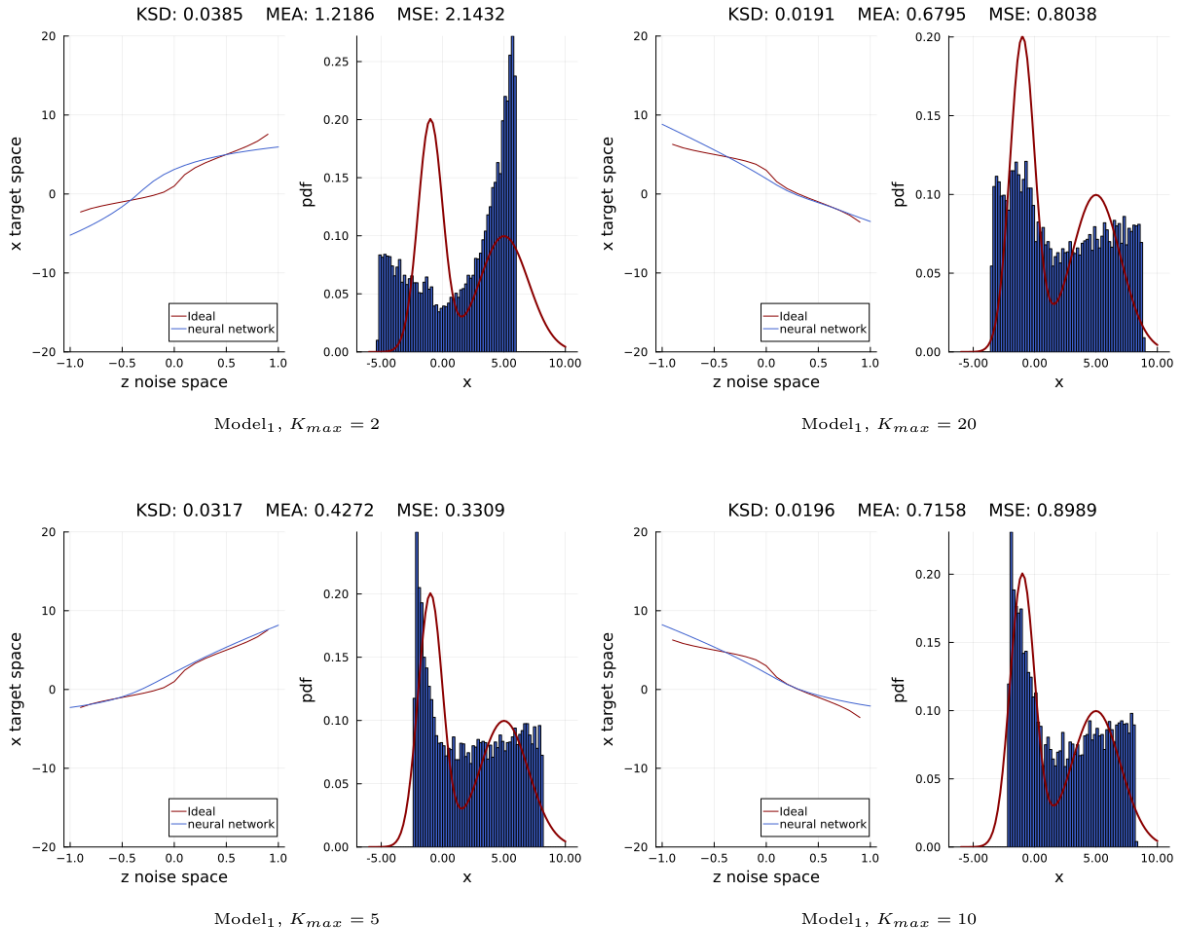 KSD: 0.0385 MEA: 1.2186 MSE: 2.1432
20
10
0
−10
−20
x target space
−1.0 −0.5 0.0 0.5 1.0
z noise space
Ideal
neural network
0.25
0.20
0.15
0.10
0.05
0.00
pdf
-5.00 0.00 5.00 10.00
x
Model1, Kmax = 2
KSD: 0.0191 MEA: 0.6795 MSE: 0.8038
20
10
0
−10
−20
x target space
−1.0 −0.5 0.0 0.5 1.0
z noise space
Ideal
neural network
0.20
0.15
0.10
0.05
0.00
pdf
-5.00 0.00 5.00 10.00
x
Model1, Kmax = 20
KSD: 0.0317 MEA: 0.4272 MSE: 0.3309
20
10
0
−10
−20
x target space
−1.0 −0.5 0.0 0.5 1.0
z noise space
Ideal
neural network
0.20
0.15
0.10
0.05
0.00
pdf
-5.00 0.00 5.00 10.00
x
Model1, Kmax = 5
KSD: 0.0196 MEA: 0.7158 MSE: 0.8989
20
10
0
−10
−20
x target space
−1.0 −0.5 0.0 0.5 1.0
z noise space
Ideal
neural network
0.20
0.15
0.10
0.05
0.00
pdf
-5.00 0.00 5.00 10.00
x
Model1, Kmax = 10